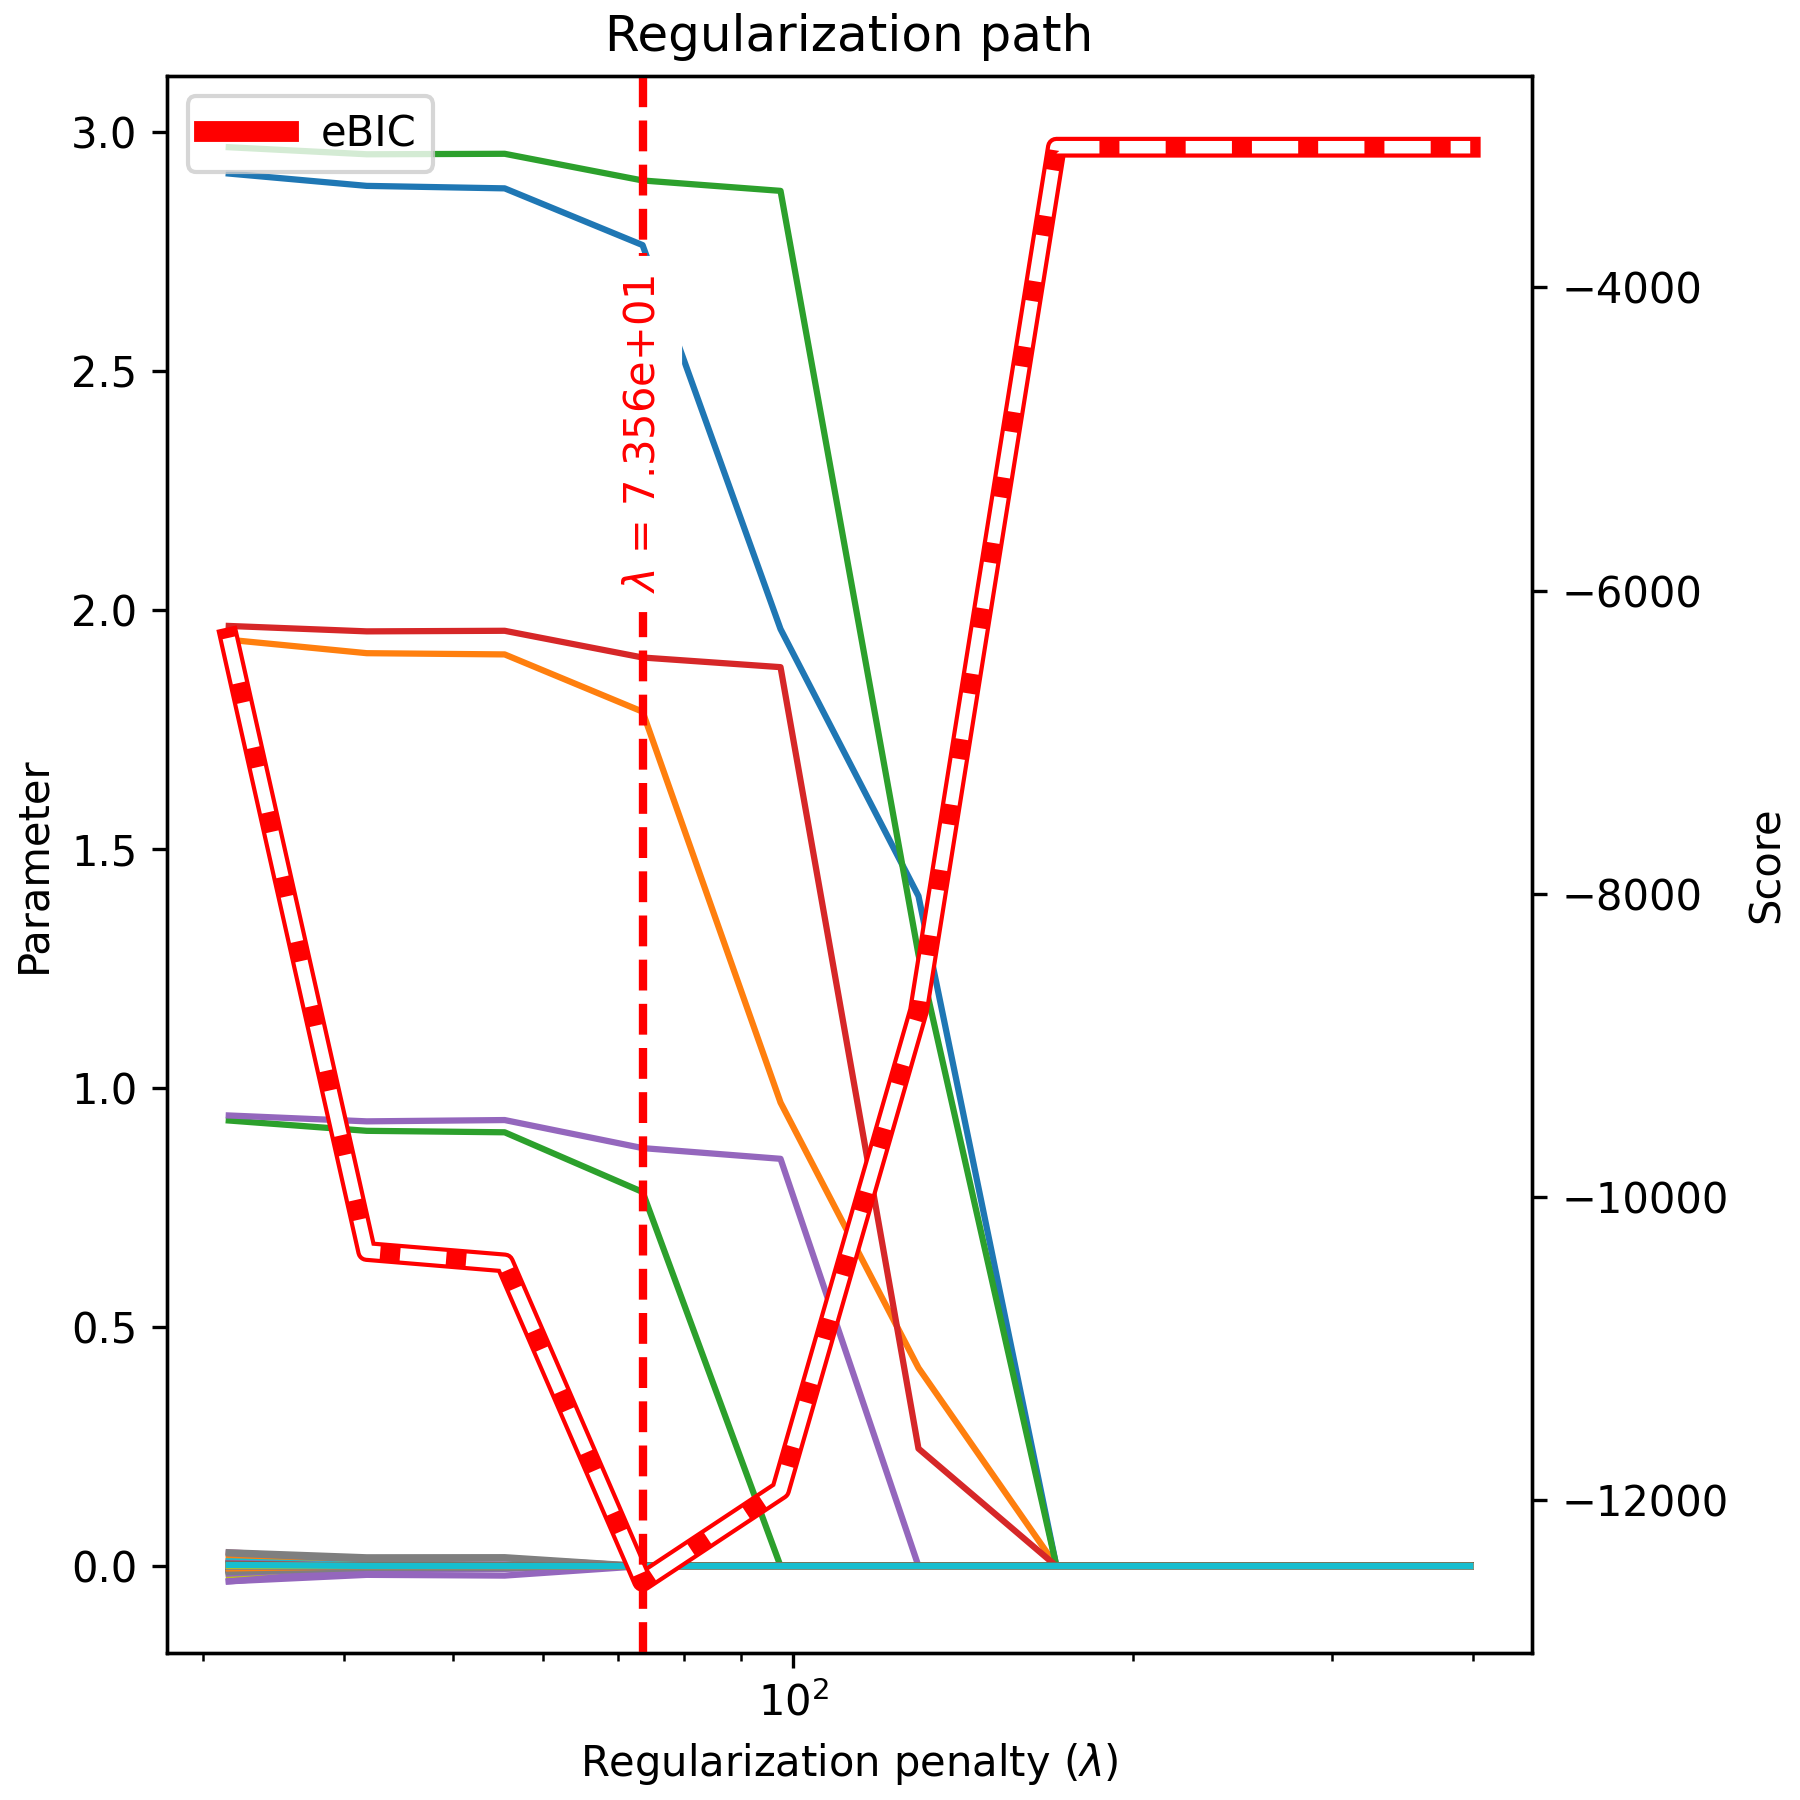 Regularization path
eBIC
3.0
2.5
2.0
1.5
1.0
0.5
0.0
Parameter
λ = 7.356e+01
−4000
−6000
−8000
−10000
−12000
Score
10²
Regularization penalty (λ)